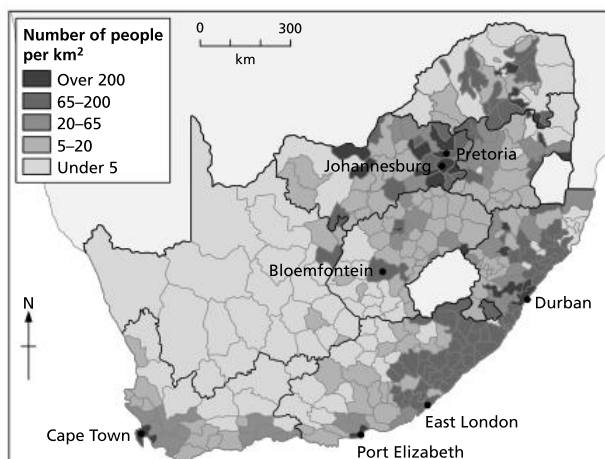 Number of people
per km²
Over 200
65–200
20–65
5–20
Under 5
0 300
km
Pretoria
Johannesburg
Bloemfontein
Durban
N
East London
Cape Town
Port Elizabeth